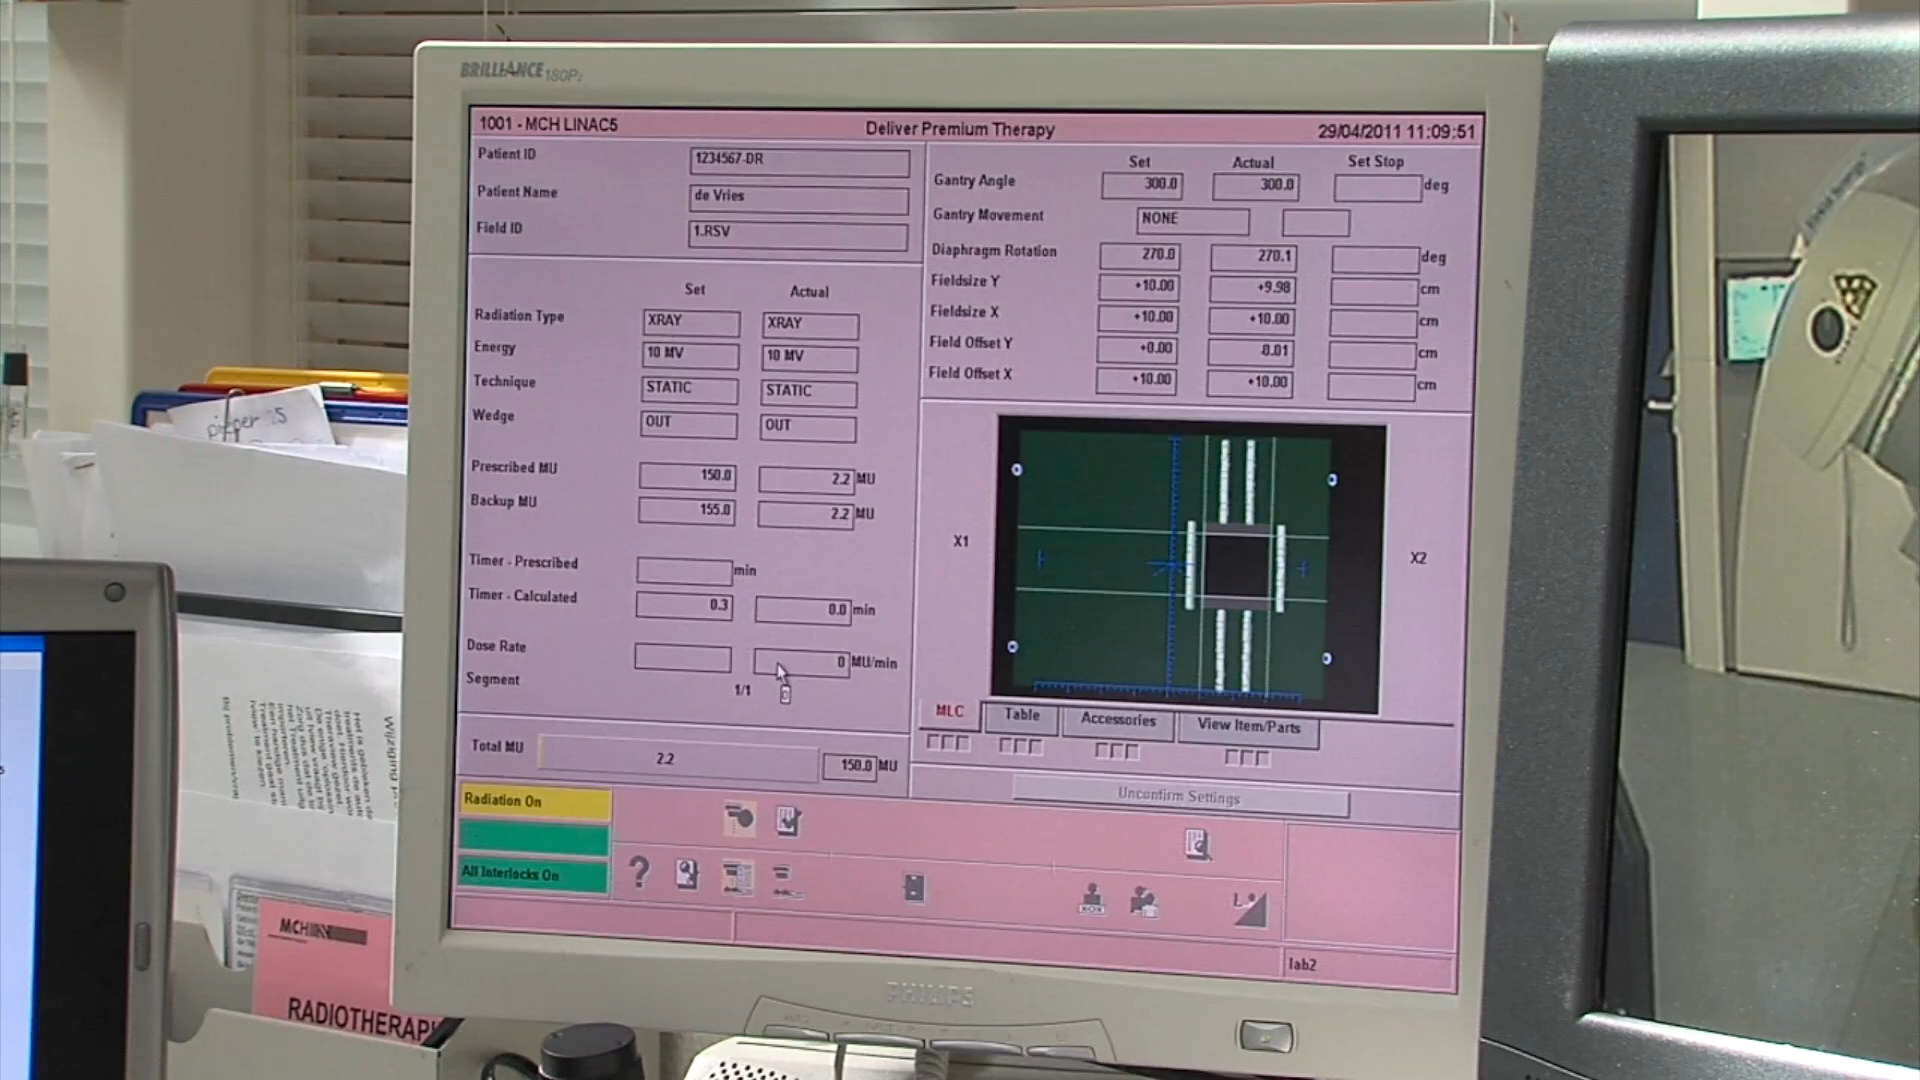 BRILLIANCE 180P2
1001 - MCH LINAC5 Deliver Premium Therapy 29/04/2011 11:09:51
Patient ID 1234567-DR
Patient Name de Vries
Field ID 1.RSV
Set Actual
Radiation Type XRAY XRAY
Energy 10 MV 10 MV
Technique STATIC STATIC
Wedge OUT OUT
Prescribed MU 150.0 2.2 MU
Backup MU 155.0 2.2 MU
Timer - Prescribed min
Timer - Calculated 0.3 0.0 min
Dose Rate 0 MU/min
Segment 1/1
Total MU 2.2 150.0 MU
Set Actual Set Stop
Gantry Angle 300.0 300.0 deg
Gantry Movement NONE
Diaphragm Rotation 270.0 270.1 deg
Fieldsize Y +10.00 +9.98 cm
Fieldsize X +10.00 +10.00 cm
Field Offset Y +0.00 -0.01 cm
Field Offset X +10.00 +10.00 cm
X1 X2
MLC Table Accessories View Item/Parts
Unconfirm Settings
Radiation On
All Interlocks On
lab2
PHILIPS
MCH
RADIOTHERAPI